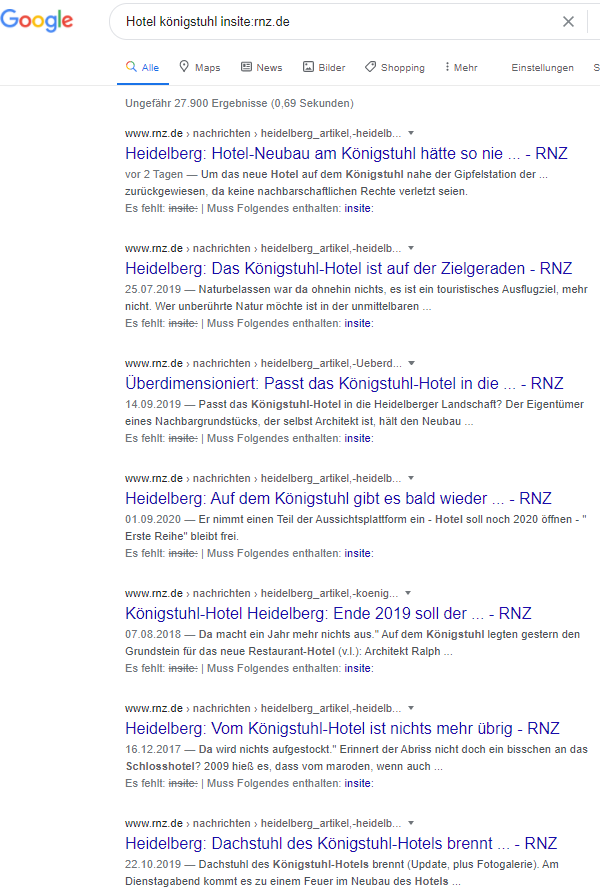 Google
Hotel königstuhl insite:rnz.de
Alle Maps News Bilder Shopping Mehr Einstellungen S
Ungefähr 27.900 Ergebnisse (0,69 Sekunden)
www.rnz.de › nachrichten › heidelberg_artikel,-heidelb...
Heidelberg: Hotel-Neubau am Königstuhl hätte so nie ... - RNZ
vor 2 Tagen — Um das neue Hotel auf dem Königstuhl nahe der Gipfelstation der ...
zurückgewiesen, da keine nachbarschaftlichen Rechte verletzt seien.
Es fehlt: insite: | Muss Folgendes enthalten: insite:
www.rnz.de › nachrichten › heidelberg_artikel,-heidelb...
Heidelberg: Das Königstuhl-Hotel ist auf der Zielgeraden - RNZ
25.07.2019 — Naturbelassen war da ohnehin nichts, es ist ein touristisches Ausflugziel, mehr
nicht. Wer unberührte Natur möchte ist in der unmittelbaren ...
Es fehlt: insite: | Muss Folgendes enthalten: insite:
www.rnz.de › nachrichten › heidelberg_artikel,-Ueberd...
Überdimensioniert: Passt das Königstuhl-Hotel in die ... - RNZ
14.09.2019 — Passt das Königstuhl-Hotel in die Heidelberger Landschaft? Der Eigentümer
eines Nachbargrundstücks, der selbst Architekt ist, hält den Neubau ...
Es fehlt: insite: | Muss Folgendes enthalten: insite:
www.rnz.de › nachrichten › heidelberg_artikel,-heidelb...
Heidelberg: Auf dem Königstuhl gibt es bald wieder ... - RNZ
01.09.2020 — Er nimmt einen Teil der Aussichtsplattform ein - Hotel soll noch 2020 öffnen - "
Erste Reihe" bleibt frei.
Es fehlt: insite: | Muss Folgendes enthalten: insite:
www.rnz.de › nachrichten › heidelberg_artikel,-koenig...
Königstuhl-Hotel Heidelberg: Ende 2019 soll der ... - RNZ
07.08.2018 — Da macht ein Jahr mehr nichts aus." Auf dem Königstuhl legten gestern den
Grundstein für das neue Restaurant-Hotel (v.l.): Architekt Ralph ...
Es fehlt: insite: | Muss Folgendes enthalten: insite:
www.rnz.de › nachrichten › heidelberg_artikel,-heidelb...
Heidelberg: Vom Königstuhl-Hotel ist nichts mehr übrig - RNZ
16.12.2017 — Da wird nichts aufgestockt." Erinnert der Abriss nicht doch ein bisschen an das
Schlosshotel? 2009 hieß es, dass vom maroden, wenn auch ...
Es fehlt: insite: | Muss Folgendes enthalten: insite:
www.rnz.de › nachrichten › heidelberg_artikel,-heidelb...
Heidelberg: Dachstuhl des Königstuhl-Hotels brennt ... - RNZ
22.10.2019 — Dachstuhl des Königstuhl-Hotels brennt (Update, plus Fotogalerie). Am
Dienstagabend kommt es zu einem Feuer im Neubau des Hotels ...